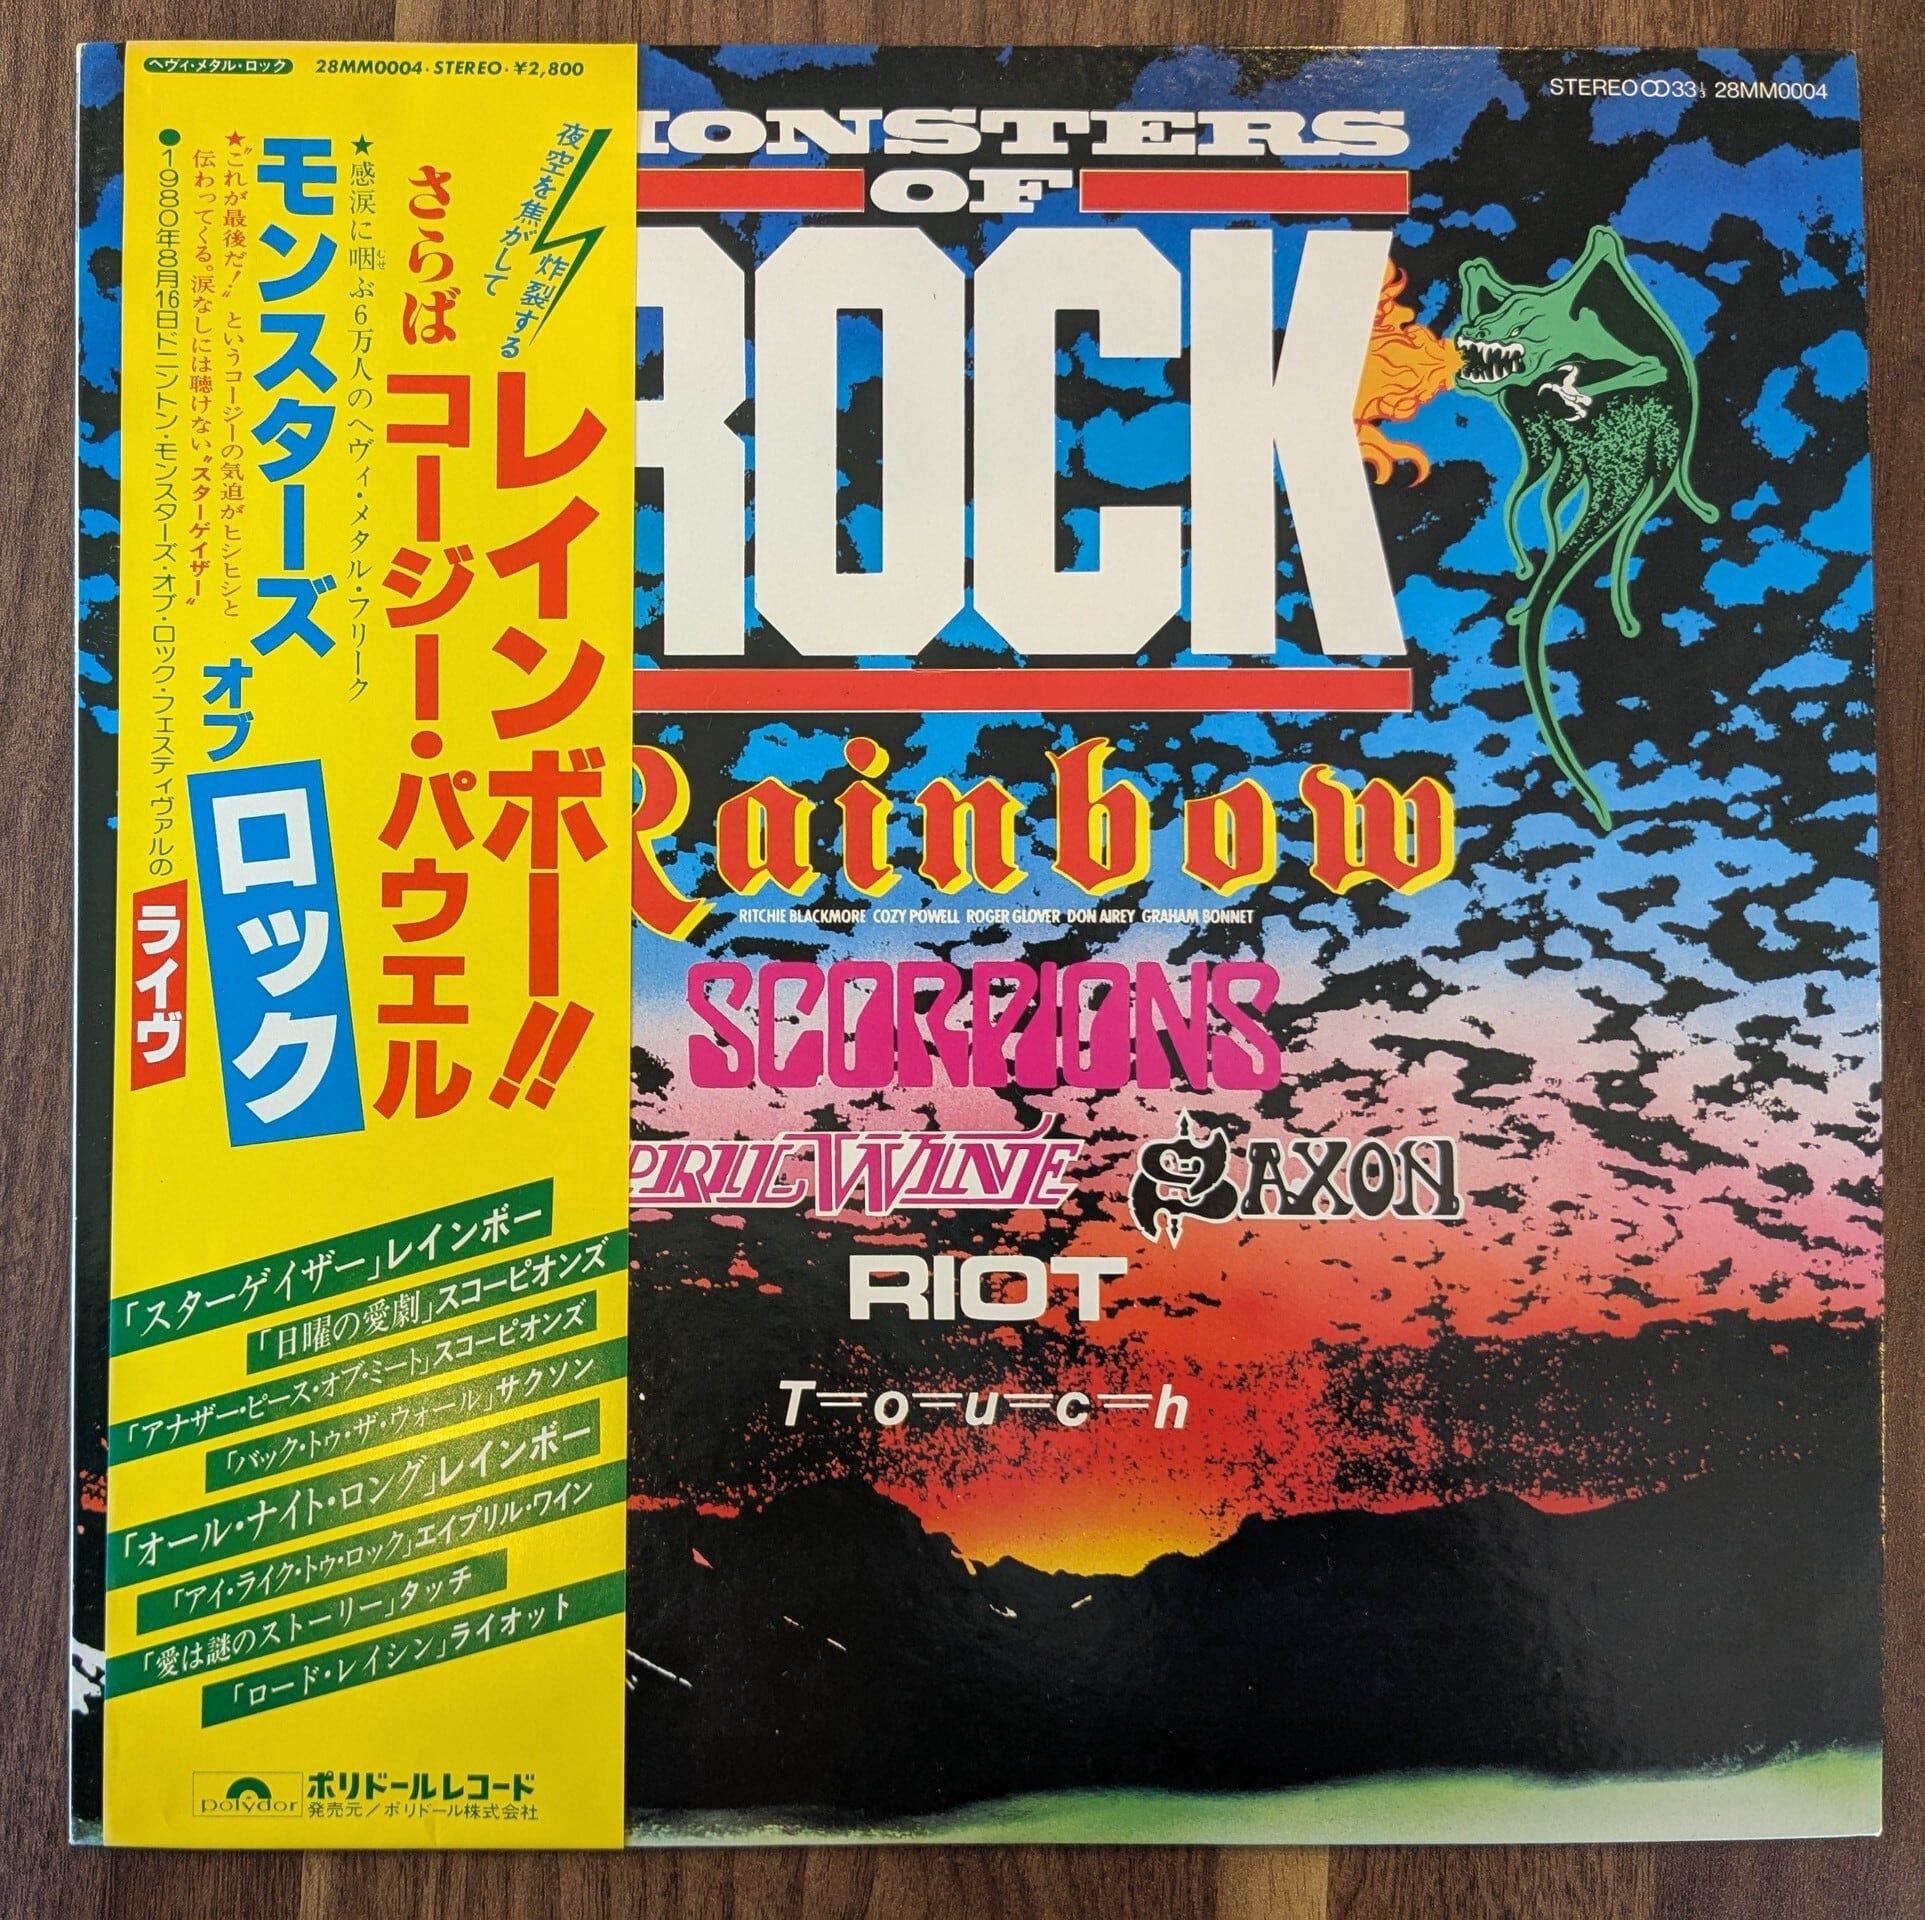 ヘヴィ・メタル・ロック
28MM0004・STEREO・¥2,800
夜空を焦がして
炸裂する
レインボー!!
さらば
コージー・パウエル
★感涙に咽ぶ6万人のヘヴィ・メタル・フリーク
むせ
モンスターズ
オブ
ロック
★〝これが最後だ!〟というコージーの気迫がヒシヒシと
伝わってくる。涙なしには聴けない〝スターゲイザー〟
●1980年8月16日ドニントン・モンスターズ・オブ・ロック・フェスティヴァルの
ライヴ
「スターゲイザー」レインボー
「日曜の愛劇」スコーピオンズ
「アナザー・ピース・オブ・ミート」スコーピオンズ
「バック・トゥ・ザ・ウォール」サクソン
「オール・ナイト・ロング」レインボー
「アイ・ライク・トゥ・ロック」エイプリル・ワイン
「愛は謎のストーリー」タッチ
「ロード・レイシン」ライオット
polydor
ポリドールレコード
発売元/ポリドール株式会社
STEREO 33⅓ 28MM0004
MONSTERS
OF
ROCK
Rainbow
RITCHIE BLACKMORE COZY POWELL ROGER GLOVER DON AIREY GRAHAM BONNET
SCORPIONS
PRIL WINE
SAXON
RIOT
T=o=u=c=h